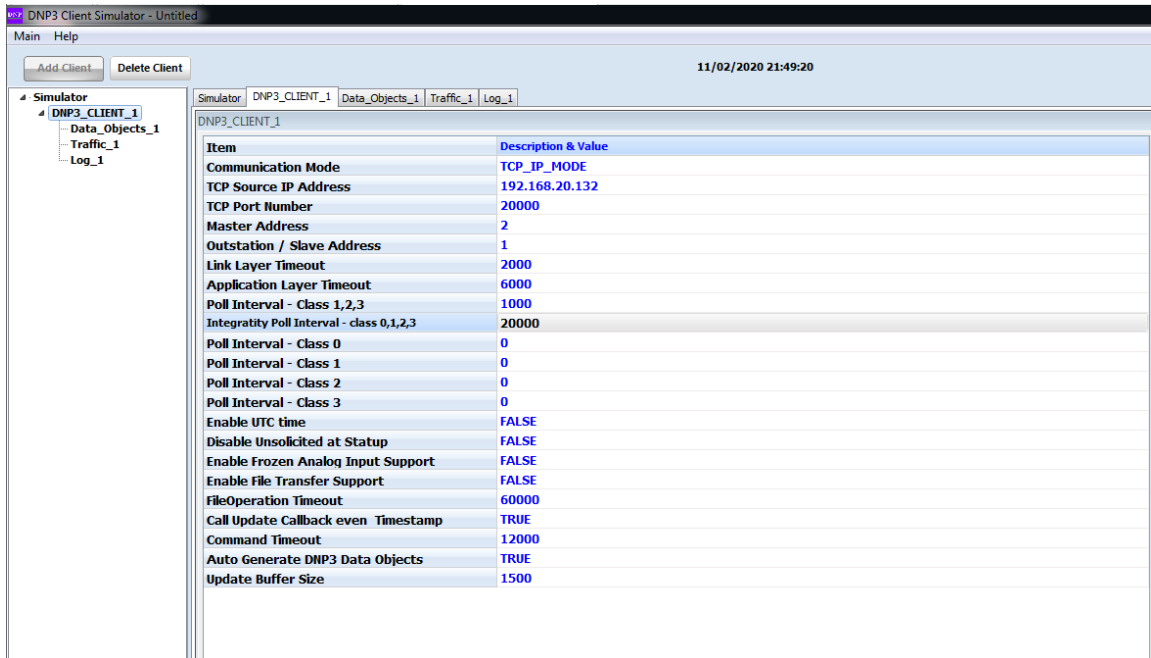 DNP DNP3 Client Simulator - Untitled
Main Help
Add Client Delete Client 11/02/2020 21:49:20
Simulator
DNP3_CLIENT_1
Data_Objects_1
Traffic_1
Log_1
Simulator DNP3_CLIENT_1 Data_Objects_1 Traffic_1 Log_1
DNP3_CLIENT_1
Item Description & Value
Communication Mode TCP_IP_MODE
TCP Source IP Address 192.168.20.132
TCP Port Number 20000
Master Address 2
Outstation / Slave Address 1
Link Layer Timeout 2000
Application Layer Timeout 6000
Poll Interval - Class 1,2,3 1000
Integratity Poll Interval - class 0,1,2,3 20000
Poll Interval - Class 0 0
Poll Interval - Class 1 0
Poll Interval - Class 2 0
Poll Interval - Class 3 0
Enable UTC time FALSE
Disable Unsolicited at Statup FALSE
Enable Frozen Analog Input Support FALSE
Enable File Transfer Support FALSE
FileOperation Timeout 60000
Call Update Callback even Timestamp TRUE
Command Timeout 12000
Auto Generate DNP3 Data Objects TRUE
Update Buffer Size 1500